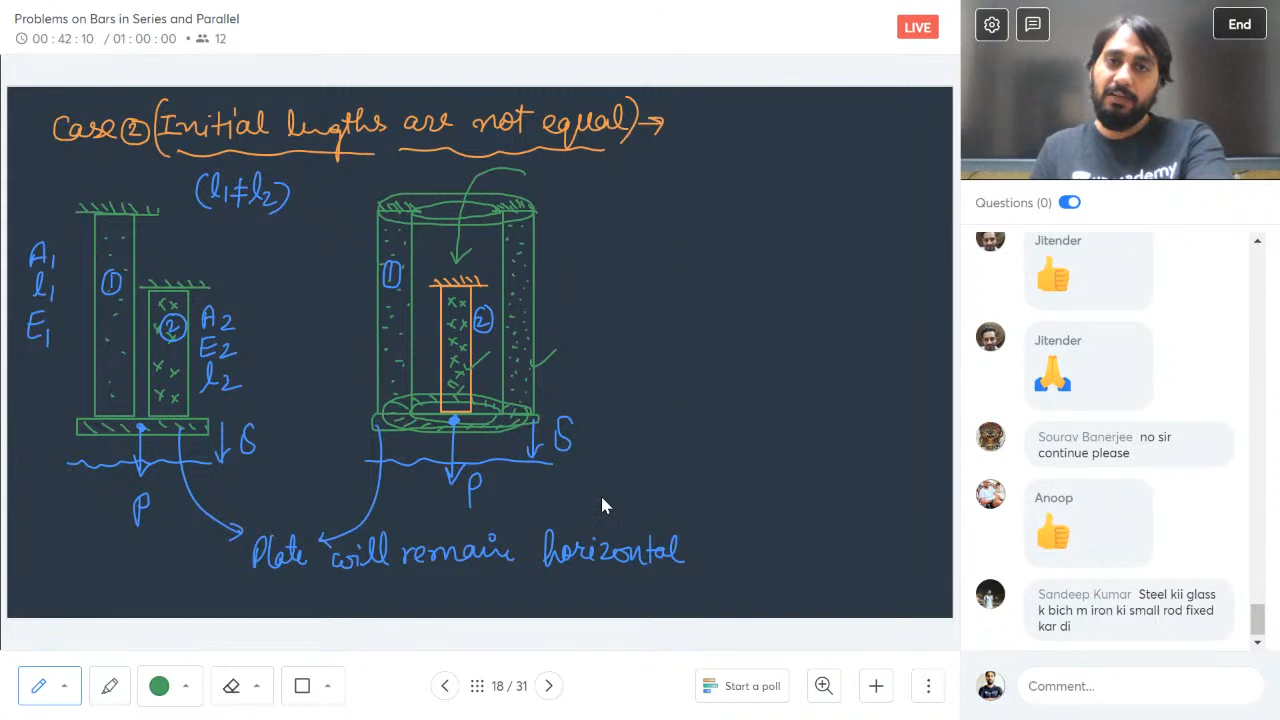 Problems on Bars in Series and Parallel
00 : 42 : 10 / 01 : 00 : 00 • 12
LIVE
End
Case ② (Initial lengths are not equal) →
(l1 ≠ l2)
A1
l1
E1
①
②
A2
E2
l2
δ
P
①
②
δ
P
Plate will remain horizontal
Questions (0)
Jitender
Jitender
Sourav Banerjee no sir
continue please
Anoop
Sandeep Kumar Steel kii glass
k bich m iron ki small rod fixed
kar di
18 / 31
Start a poll
Comment...